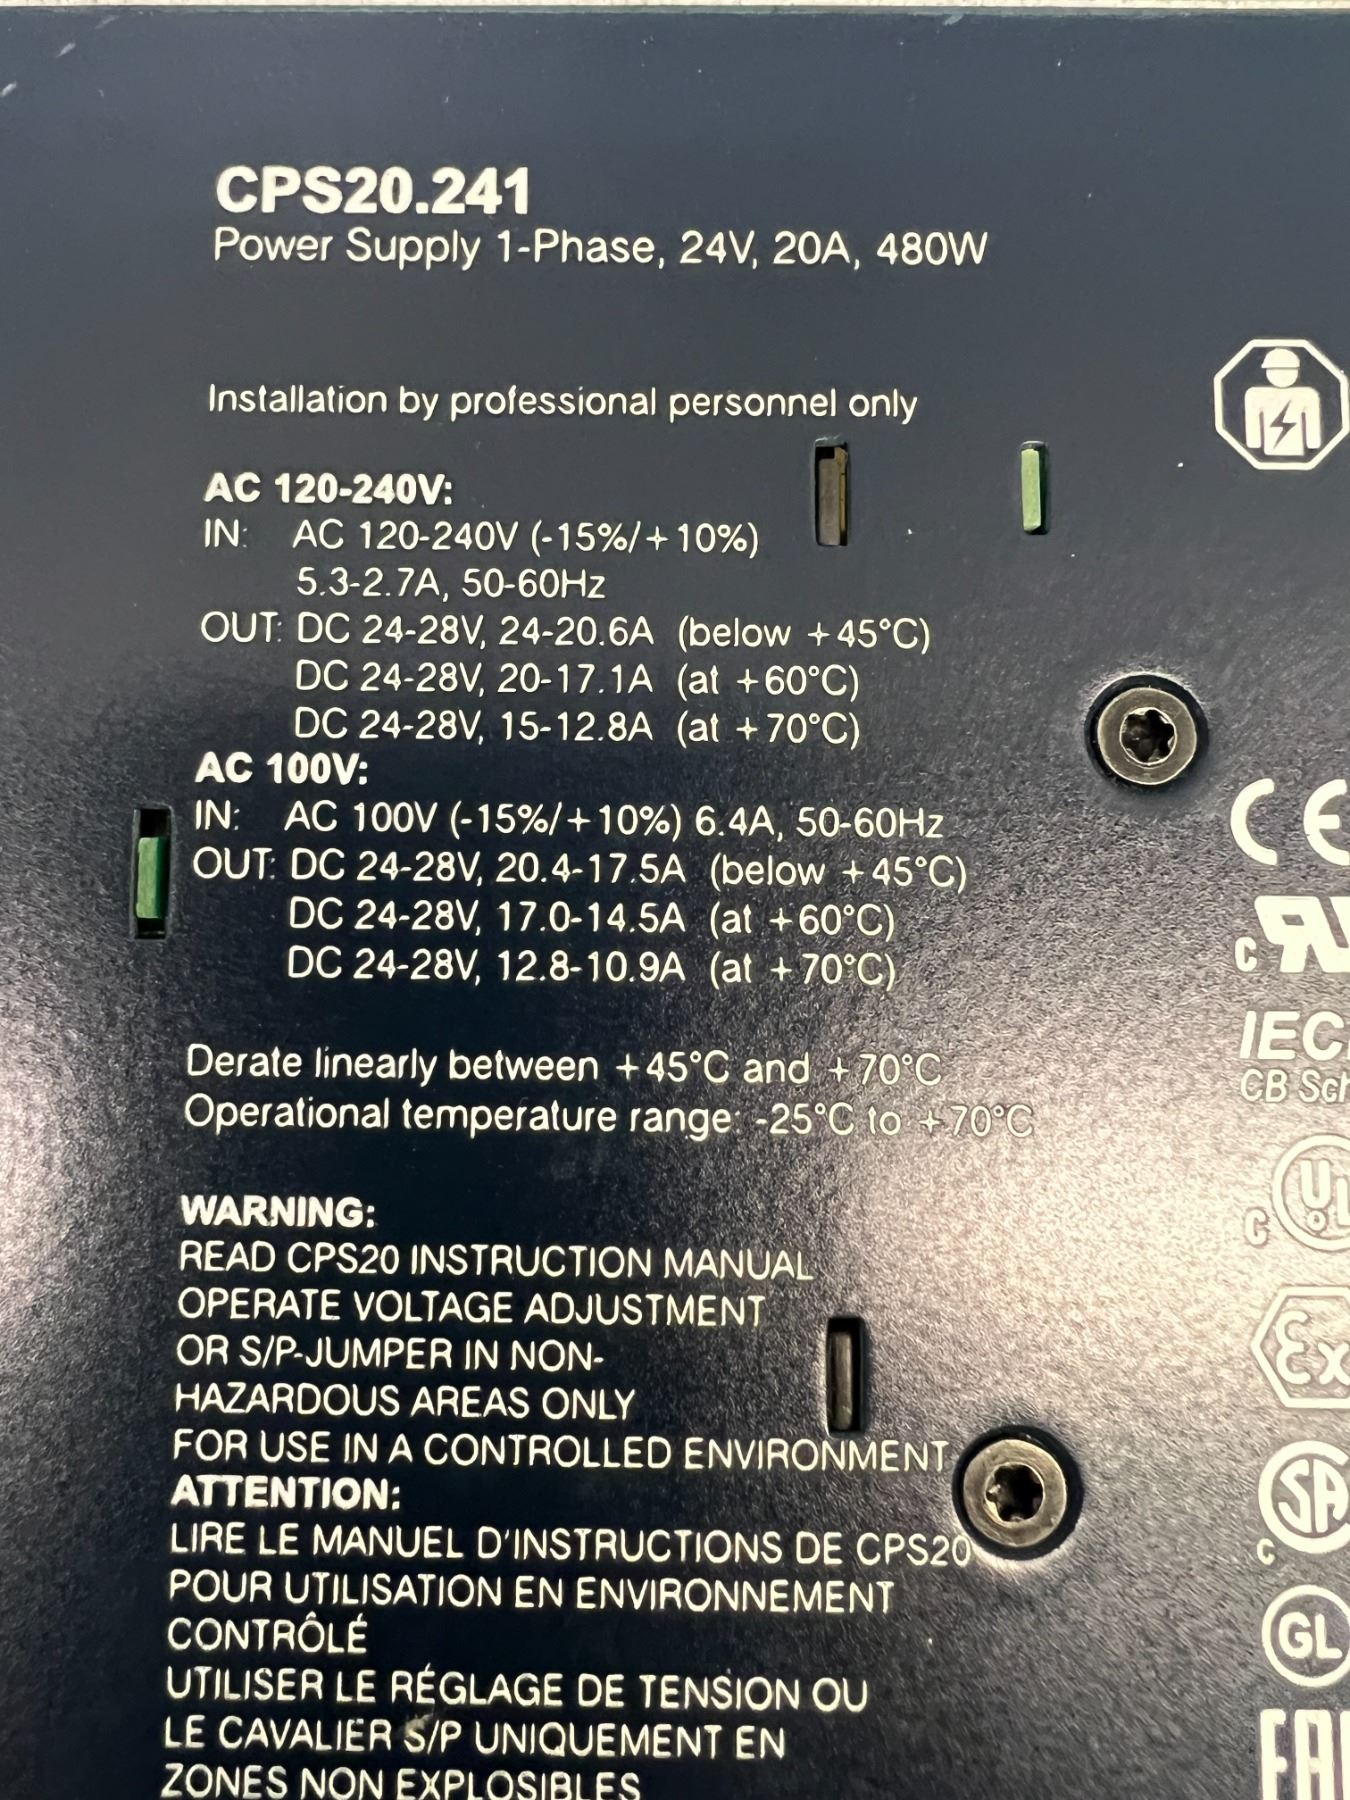 CPS20.241
Power Supply 1-Phase, 24V, 20A, 480W
Installation by professional personnel only
AC 120-240V:
IN: AC 120-240V (-15%/+10%)
5.3-2.7A, 50-60Hz
OUT: DC 24-28V, 24-20.6A (below +45°C)
DC 24-28V, 20-17.1A (at +60°C)
DC 24-28V, 15-12.8A (at +70°C)
AC 100V:
IN: AC 100V (-15%/+10%) 6.4A, 50-60Hz
OUT: DC 24-28V, 20.4-17.5A (below +45°C)
DC 24-28V, 17.0-14.5A (at +60°C)
DC 24-28V, 12.8-10.9A (at +70°C)
Derate linearly between +45°C and +70°C
Operational temperature range: -25°C to +70°C
WARNING:
READ CPS20 INSTRUCTION MANUAL
OPERATE VOLTAGE ADJUSTMENT
OR S/P-JUMPER IN NON-
HAZARDOUS AREAS ONLY
FOR USE IN A CONTROLLED ENVIRONMENT
ATTENTION:
LIRE LE MANUEL D'INSTRUCTIONS DE CPS20
POUR UTILISATION EN ENVIRONNEMENT
CONTRÔLÉ
UTILISER LE RÉGLAGE DE TENSION OU
LE CAVALIER S/P UNIQUEMENT EN
ZONES NON EXPLOSIBLES
CE
IEC
CB
c UL
Ex
c SA
GL